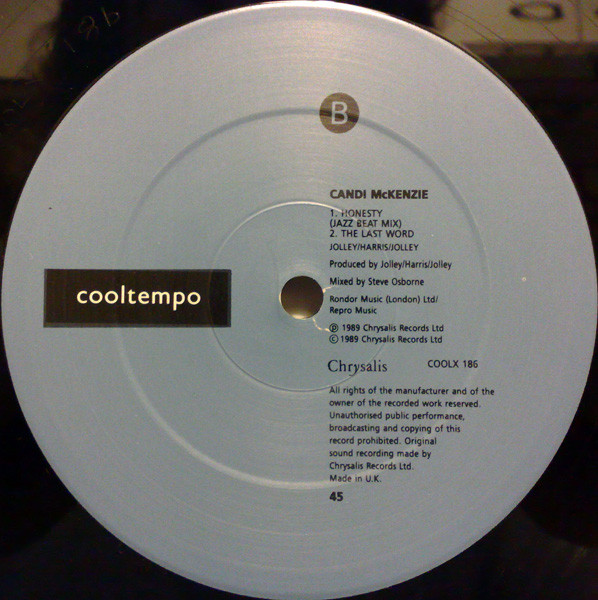 B
CANDI McKENZIE
1. HONESTY
(JAZZ BEAT MIX)
2. THE LAST WORD
JOLLEY/HARRIS/JOLLEY
Produced by Jolley/Harris/Jolley
Mixed by Steve Osborne
Rondor Music (London) Ltd/
Repro Music
℗ 1989 Chrysalis Records Ltd
© 1989 Chrysalis Records Ltd
cooltempo
Chrysalis COOLX 186
All rights of the manufacturer and of the
owner of the recorded work reserved.
Unauthorised public performance,
broadcasting and copying of this
record prohibited. Original
sound recording made by
Chrysalis Records Ltd.
Made in U.K.
45